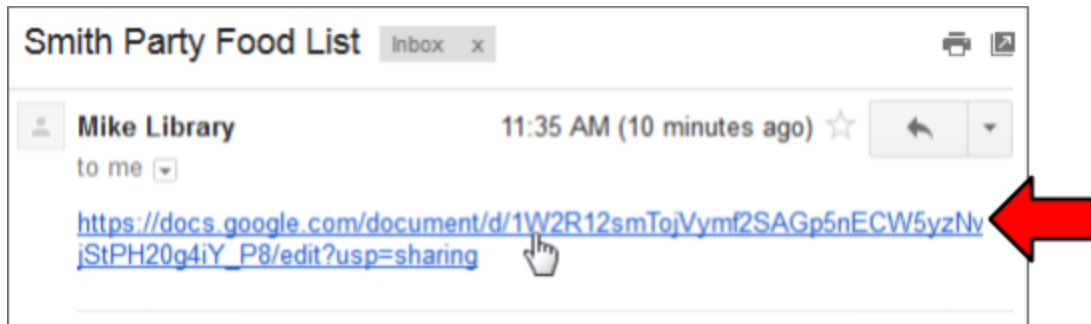 Smith Party Food List Inbox x
Mike Library 11:35 AM (10 minutes ago)
to me
https://docs.google.com/document/d/1W2R12smTojVymf2SAGp5nECW5yzNv
jStPH20g4iY_P8/edit?usp=sharing